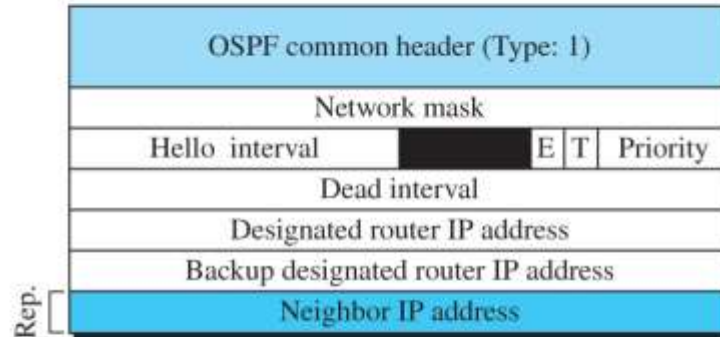 OSPF common header (Type: 1)
Network mask
Hello interval E T Priority
Dead interval
Designated router IP address
Backup designated router IP address
Rep. Neighbor IP address